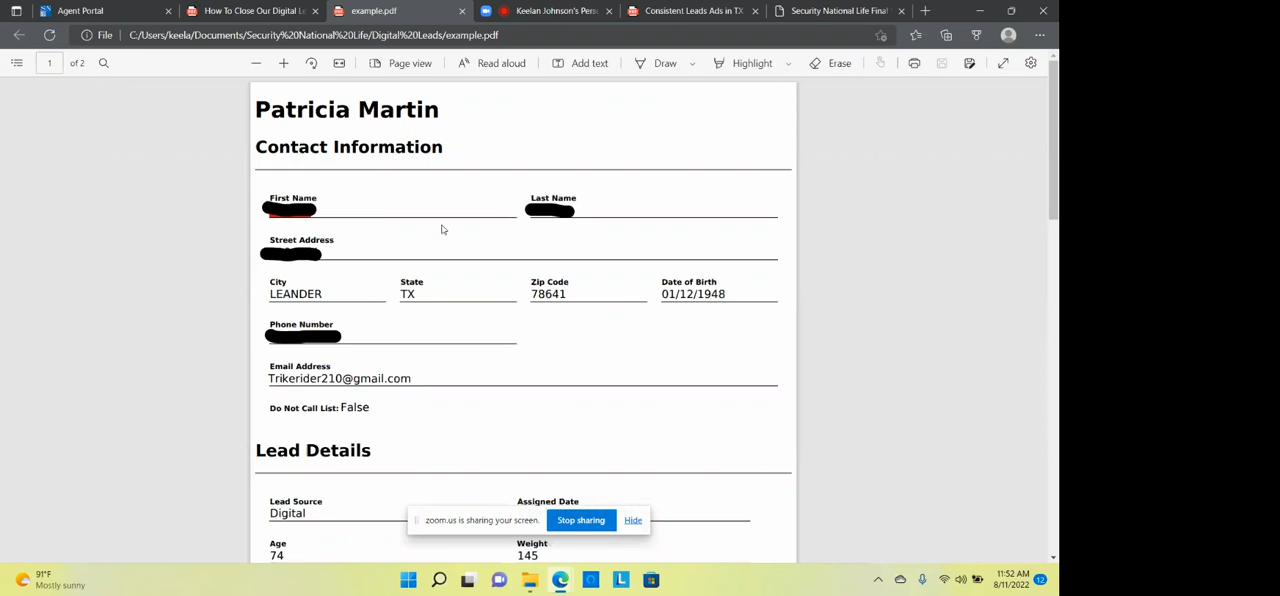 Agent Portal
How To Close Our Digital Le
example.pdf
Keelan Johnson's Pers
Consistent Leads Ads in TX
Security National Life Final
File
C:/Users/keela/Documents/Security%20National%20Life/Digital%20Leads/example.pdf
1 of 2
Page view
Read aloud
Add text
Draw
Highlight
Erase
Patricia Martin
Contact Information
First Name
Last Name
Street Address
City
State
Zip Code
Date of Birth
LEANDER
TX
78641
01/12/1948
Phone Number
Email Address
Trikerider210@gmail.com
Do Not Call List: False
Lead Details
Lead Source
Assigned Date
Digital
zoom.us is sharing your screen.
Stop sharing
Hide
Age
Weight
74
145
91°F
Mostly sunny
11:52 AM
8/11/2022
12